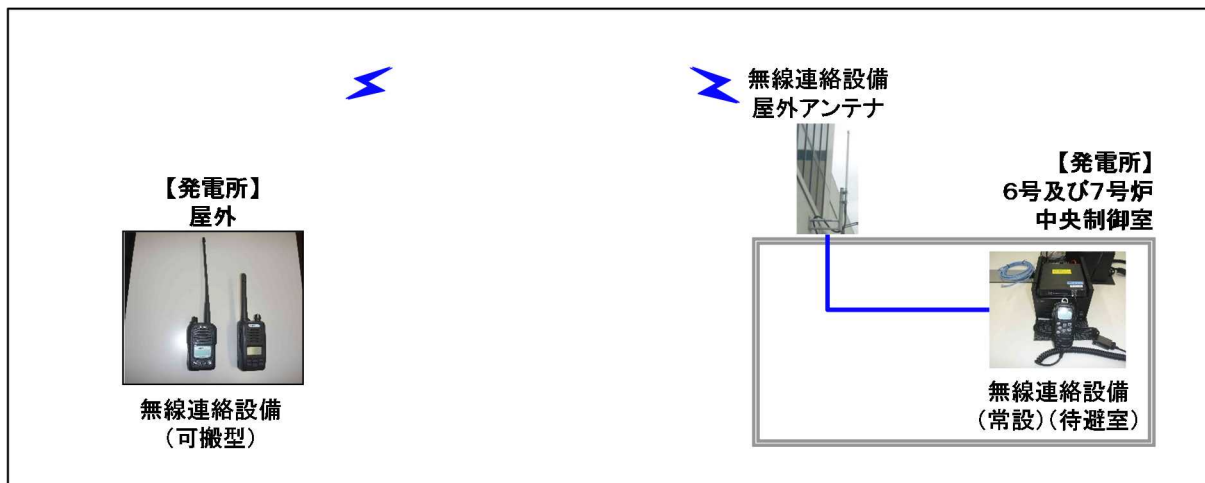 無線連絡設備
屋外アンテナ
【発電所】
6号及び7号炉
中央制御室
【発電所】
屋外
無線連絡設備
（可搬型）
無線連絡設備
（常設）（待避室）